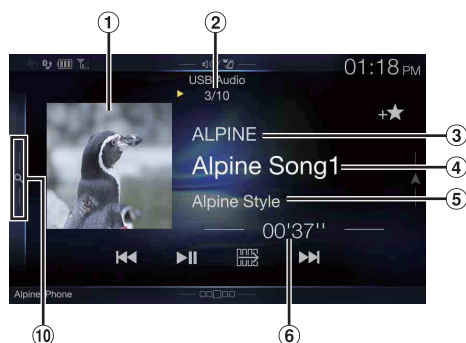 ① ②
01:18 PM
USB Audio
3/10
ALPINE ③
Alpine Song1 ④
Alpine Style ⑤
00'37''
Alpine Phone
⑩ ⑥